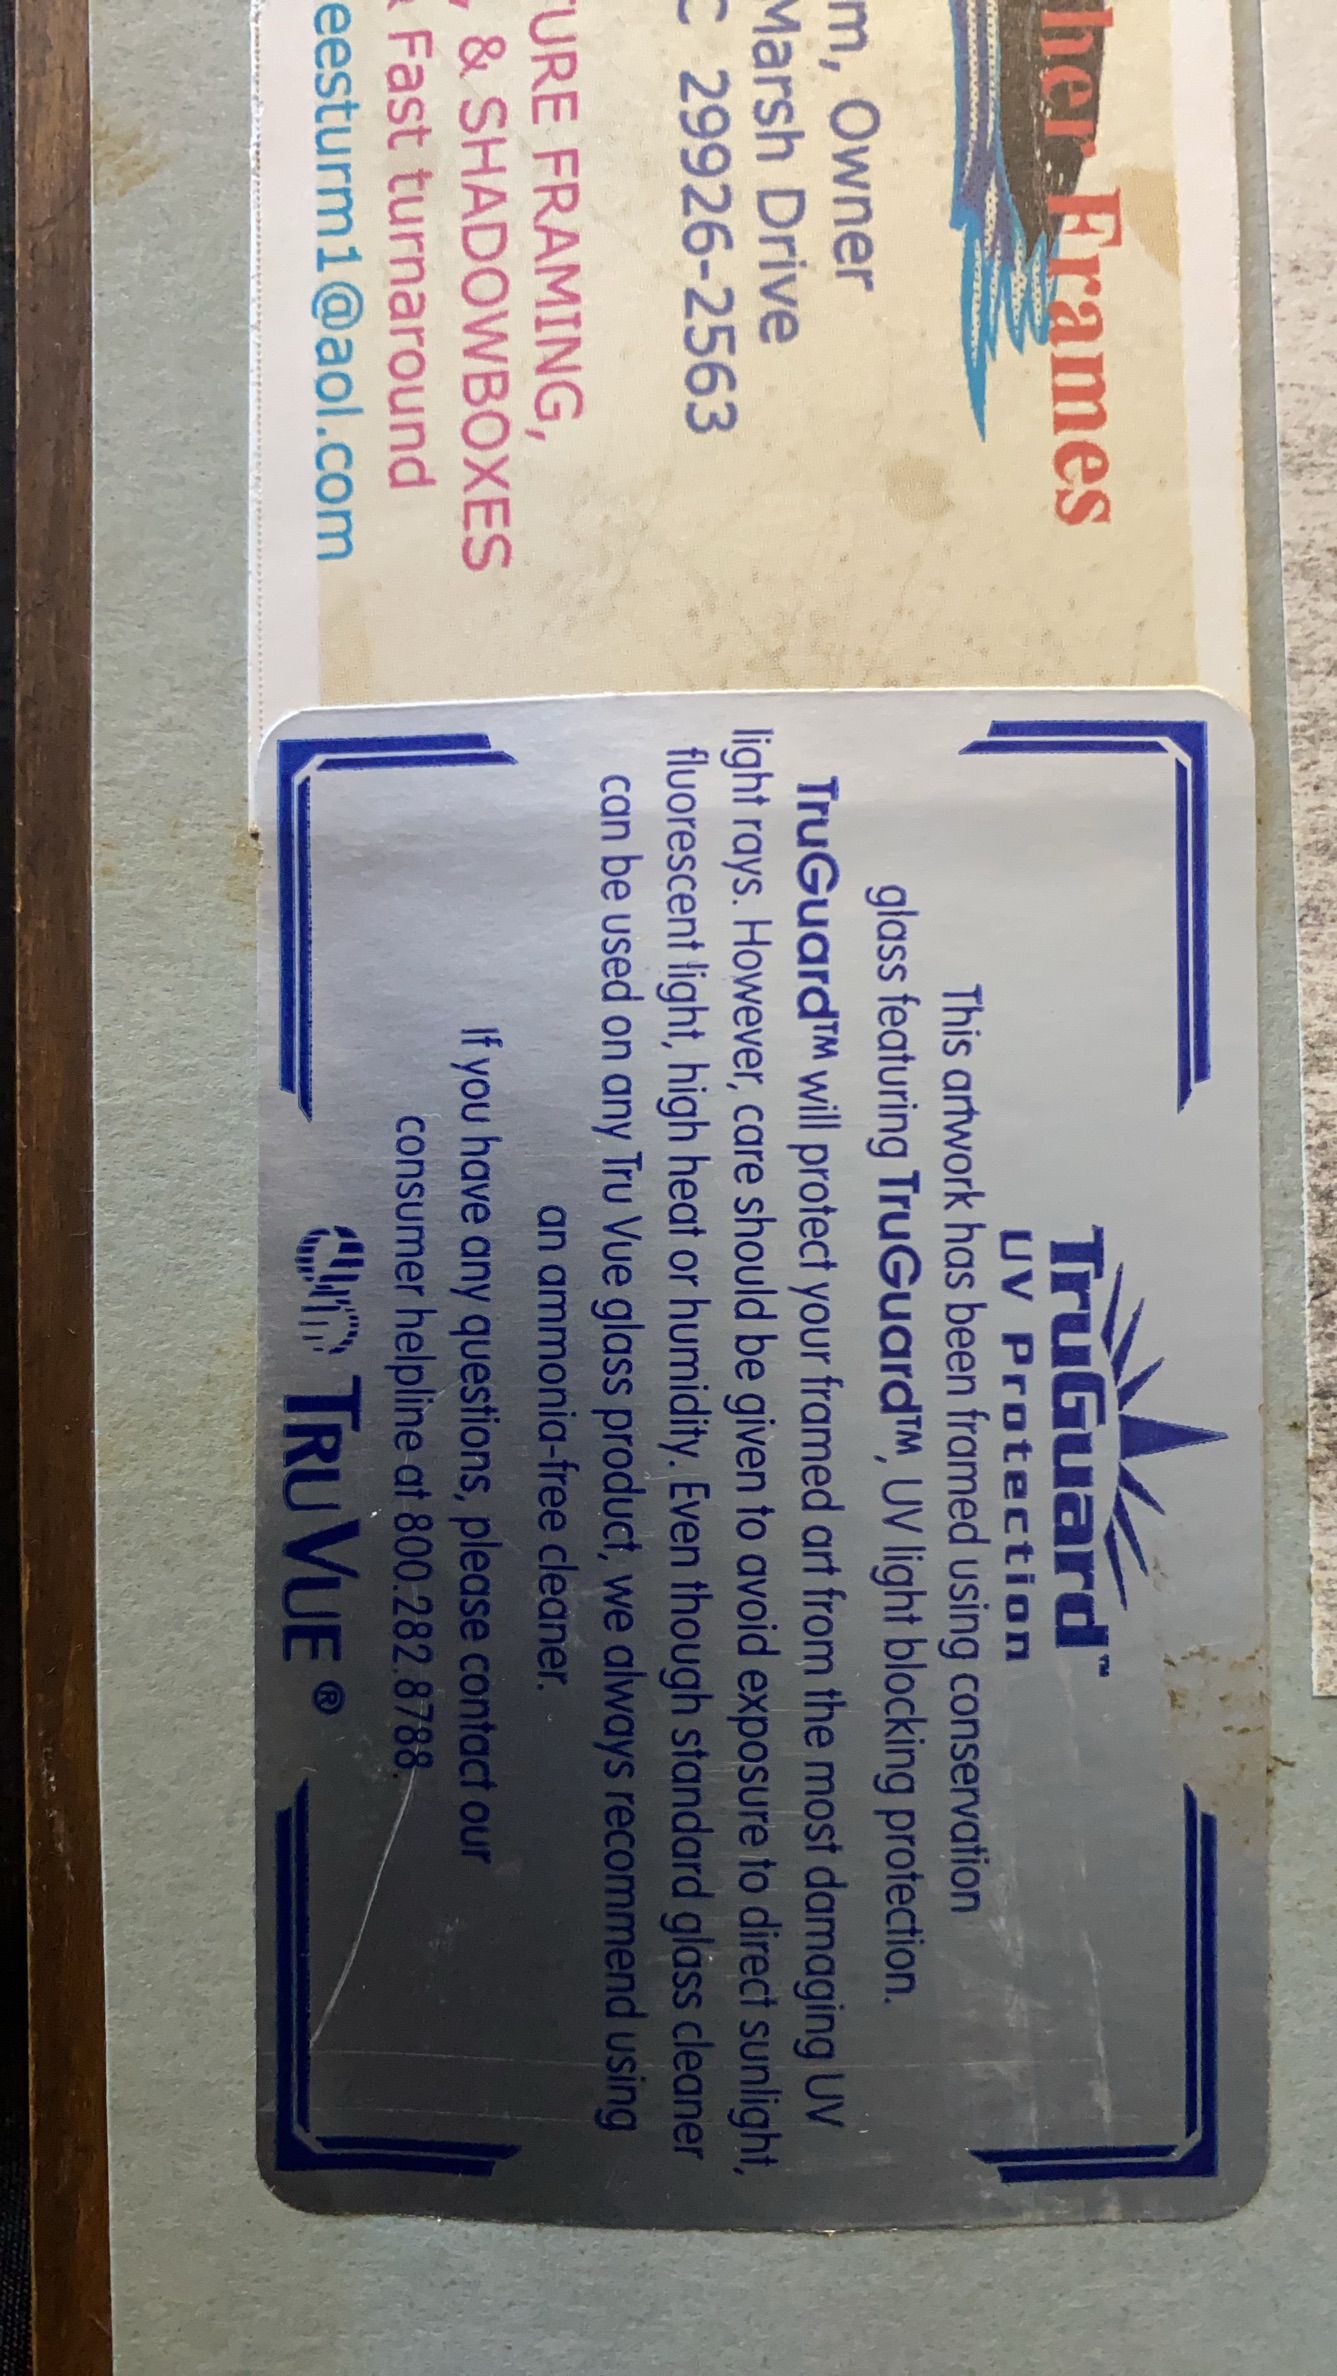 her Frames
m, Owner
Marsh Drive
C 29926-2563
TURE FRAMING,
, & SHADOWBOXES
Fast turnaround
eesturm1@aol.com
TruGuard™
UV Protection
This artwork has been framed using conservation
glass featuring TruGuard™, UV light blocking protection.
TruGuard™ will protect your framed art from the most damaging UV
light rays. However, care should be given to avoid exposure to direct sunlight,
fluorescent light, high heat or humidity. Even though standard glass cleaner
can be used on any Tru Vue glass product, we always recommend using
an ammonia-free cleaner.
If you have any questions, please contact our
consumer helpline at 800.282.8788.
TRU VUE®